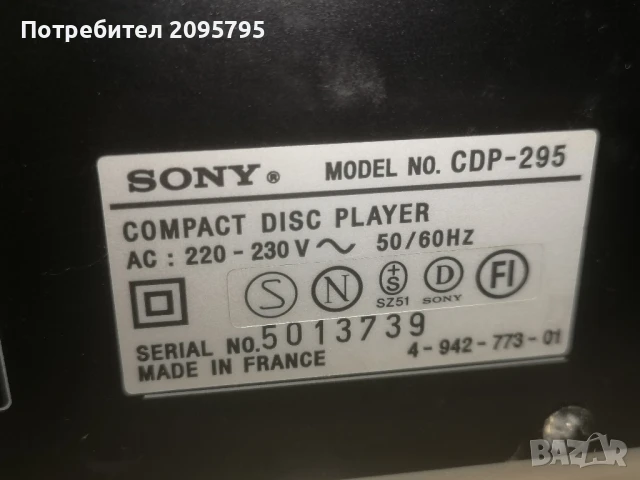 Потребител 2095795
SONY® MODEL NO. CDP-295
COMPACT DISC PLAYER
AC : 220 - 230 V ~ 50/60HZ
S N +S SZ51 D SONY FI
SERIAL NO. 5013739
MADE IN FRANCE 4-942-773-01
BAZAR